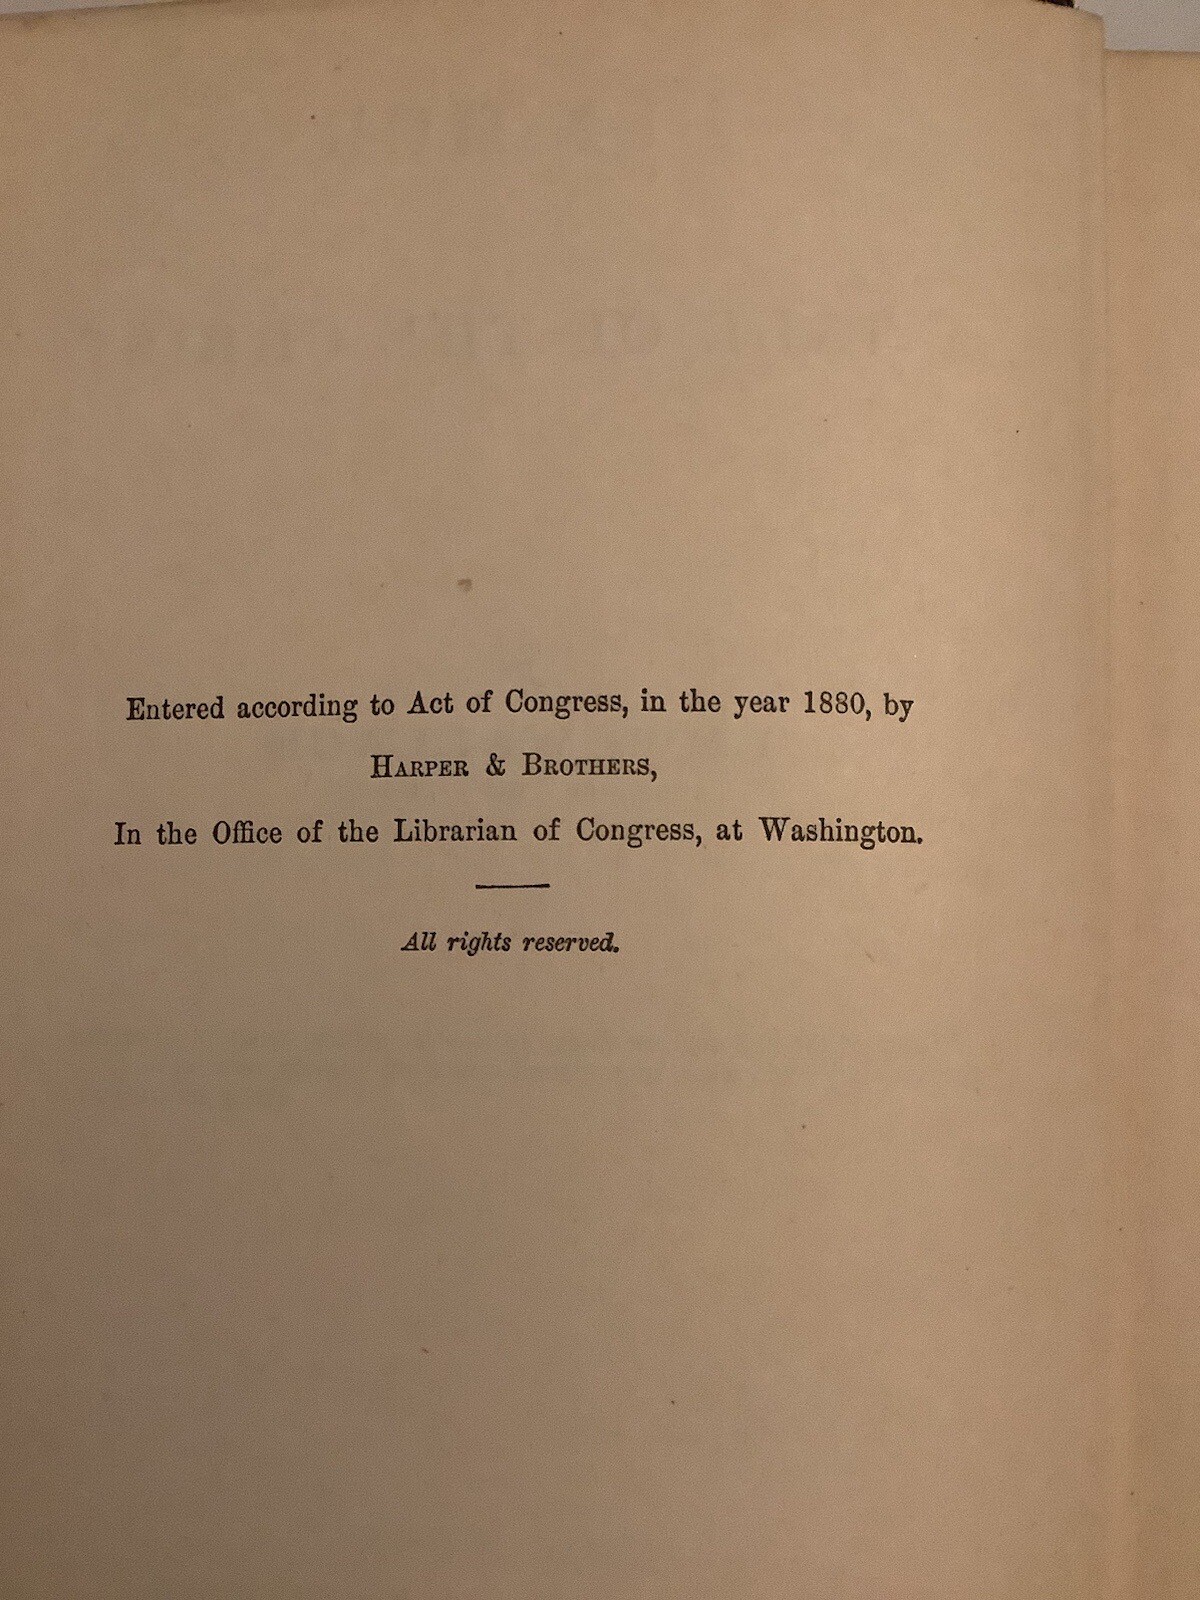 Entered according to Act of Congress, in the year 1880, by
HARPER & BROTHERS,
In the Office of the Librarian of Congress, at Washington.
All rights reserved.